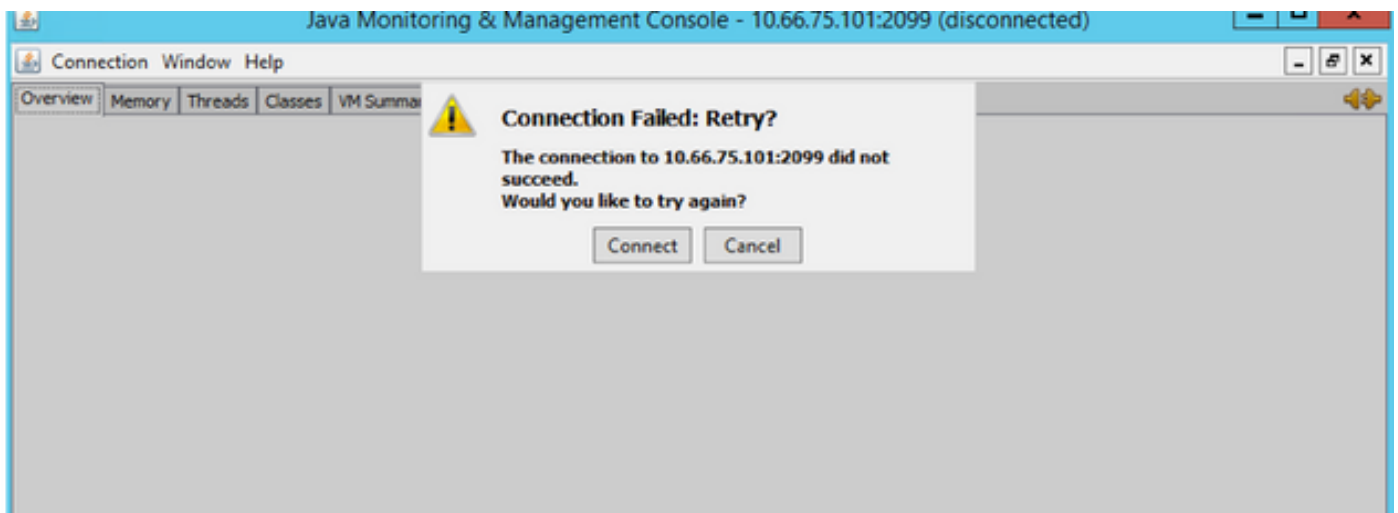 Java Monitoring & Management Console - 10.66.75.101:2099 (disconnected)
Connection Window Help
Overview Memory Threads Classes VM Summa
Connection Failed: Retry?
The connection to 10.66.75.101:2099 did not
succeed.
Would you like to try again?
Connect Cancel